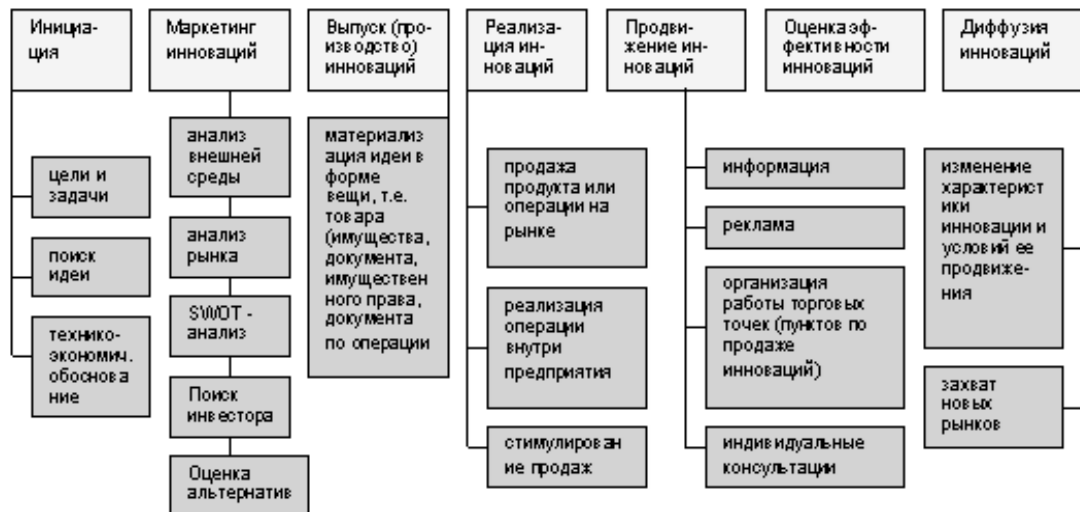 Инициа-
ция
Маркетинг
инноваций
Выпуск (про-
изводство)
инноваций
Реализа-
ция ин-
новаций
Продви-
жение ин-
новаций
Оценка эф-
фективности
инноваций
Диффузия
инноваций
цели и
задачи
поиск
идеи
технико-
экономич.
обоснова
ние
анализ
внешней
среды
анализ
рынка
SWOT -
анализ
Поиск
инвестора
Оценка
альтернатив
материализ
ация идеи в
форме
вещи, т.е.
товара
(имущества,
документа,
имуществен
ного права,
документа
по операции
продажа
продукта или
операции на
рынке
реализация
операции
внутри
предприятия
стимулирован
ие продаж
информация
реклама
организация
работы торговых
точек (пунктов по
продаже
инноваций)
индивидуальные
консультации
изменение
характерист
ики
инновации и
условий ее
продвиже-
ния
захват
новых
рынков